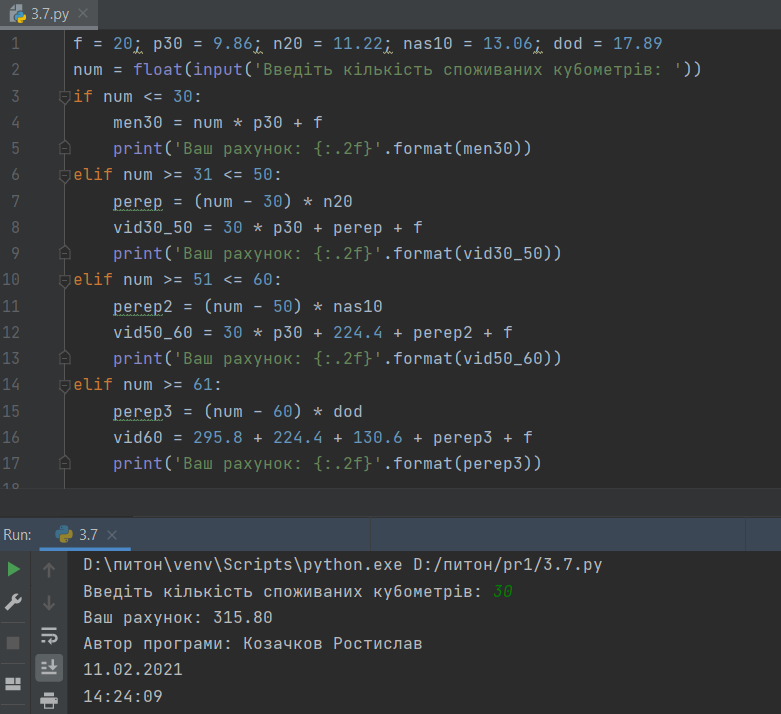 3.7.py
1 f = 20; p30 = 9.86; n20 = 11.22; nas10 = 13.06; dod = 17.89
2 num = float(input('Введіть кількість споживаних кубометрів: '))
3 if num <= 30:
4     men30 = num * p30 + f
5     print('Ваш рахунок: {:.2f}'.format(men30))
6 elif num >= 31 <= 50:
7     perep = (num - 30) * n20
8     vid30_50 = 30 * p30 + perep + f
9     print('Ваш рахунок: {:.2f}'.format(vid30_50))
10 elif num >= 51 <= 60:
11     perep2 = (num - 50) * nas10
12     vid50_60 = 30 * p30 + 224.4 + perep2 + f
13     print('Ваш рахунок: {:.2f}'.format(vid50_60))
14 elif num >= 61:
15     perep3 = (num - 60) * dod
16     vid60 = 295.8 + 224.4 + 130.6 + perep3 + f
17     print('Ваш рахунок: {:.2f}'.format(perep3))
18
Run: 3.7
D:\питон\venv\Scripts\python.exe D:/питон/pr1/3.7.py
Введіть кількість споживаних кубометрів: 30
Ваш рахунок: 315.80
Автор програми: Козачков Ростислав
11.02.2021
14:24:09